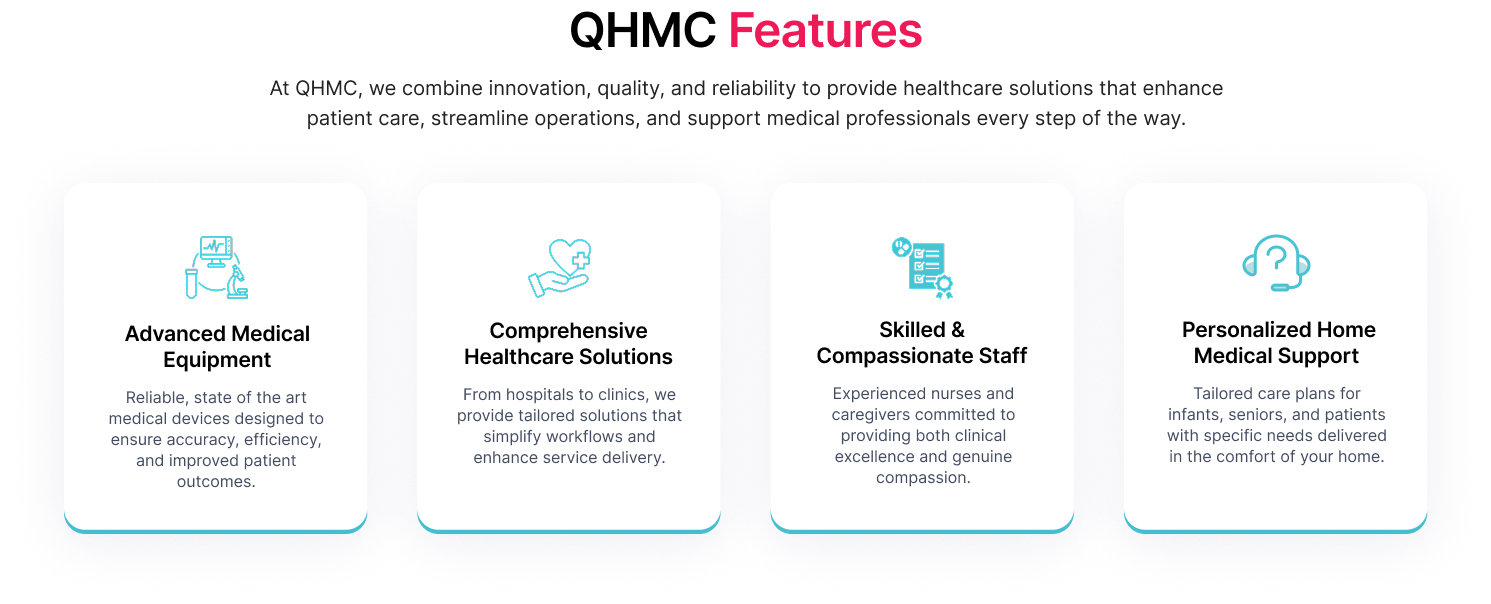 QHMC Features
At QHMC, we combine innovation, quality, and reliability to provide healthcare solutions that enhance
patient care, streamline operations, and support medical professionals every step of the way.
Advanced Medical
Equipment
Reliable, state of the art
medical devices designed to
ensure accuracy, efficiency,
and improved patient
outcomes.
Comprehensive
Healthcare Solutions
From hospitals to clinics, we
provide tailored solutions that
simplify workflows and
enhance service delivery.
Skilled &
Compassionate Staff
Experienced nurses and
caregivers committed to
providing both clinical
excellence and genuine
compassion.
Personalized Home
Medical Support
Tailored care plans for
infants, seniors, and patients
with specific needs delivered
in the comfort of your home.